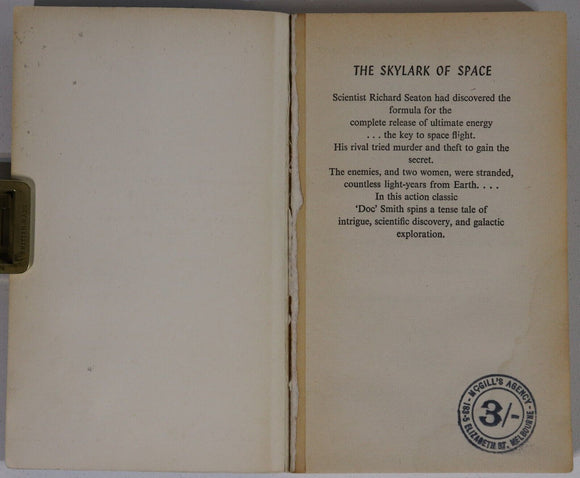 THE SKYLARK OF SPACE
Scientist Richard Seaton had discovered the
formula for the
complete release of ultimate energy
. . . the key to space flight.
His rival tried murder and theft to gain the
secret.
The enemies, and two women, were stranded,
countless light-years from Earth. . . .
In this action classic
'Doc' Smith spins a tense tale of
intrigue, scientific discovery, and galactic
exploration.
McGILL'S AGENCY
3/-
183-5 ELIZABETH ST. MELBOURNE